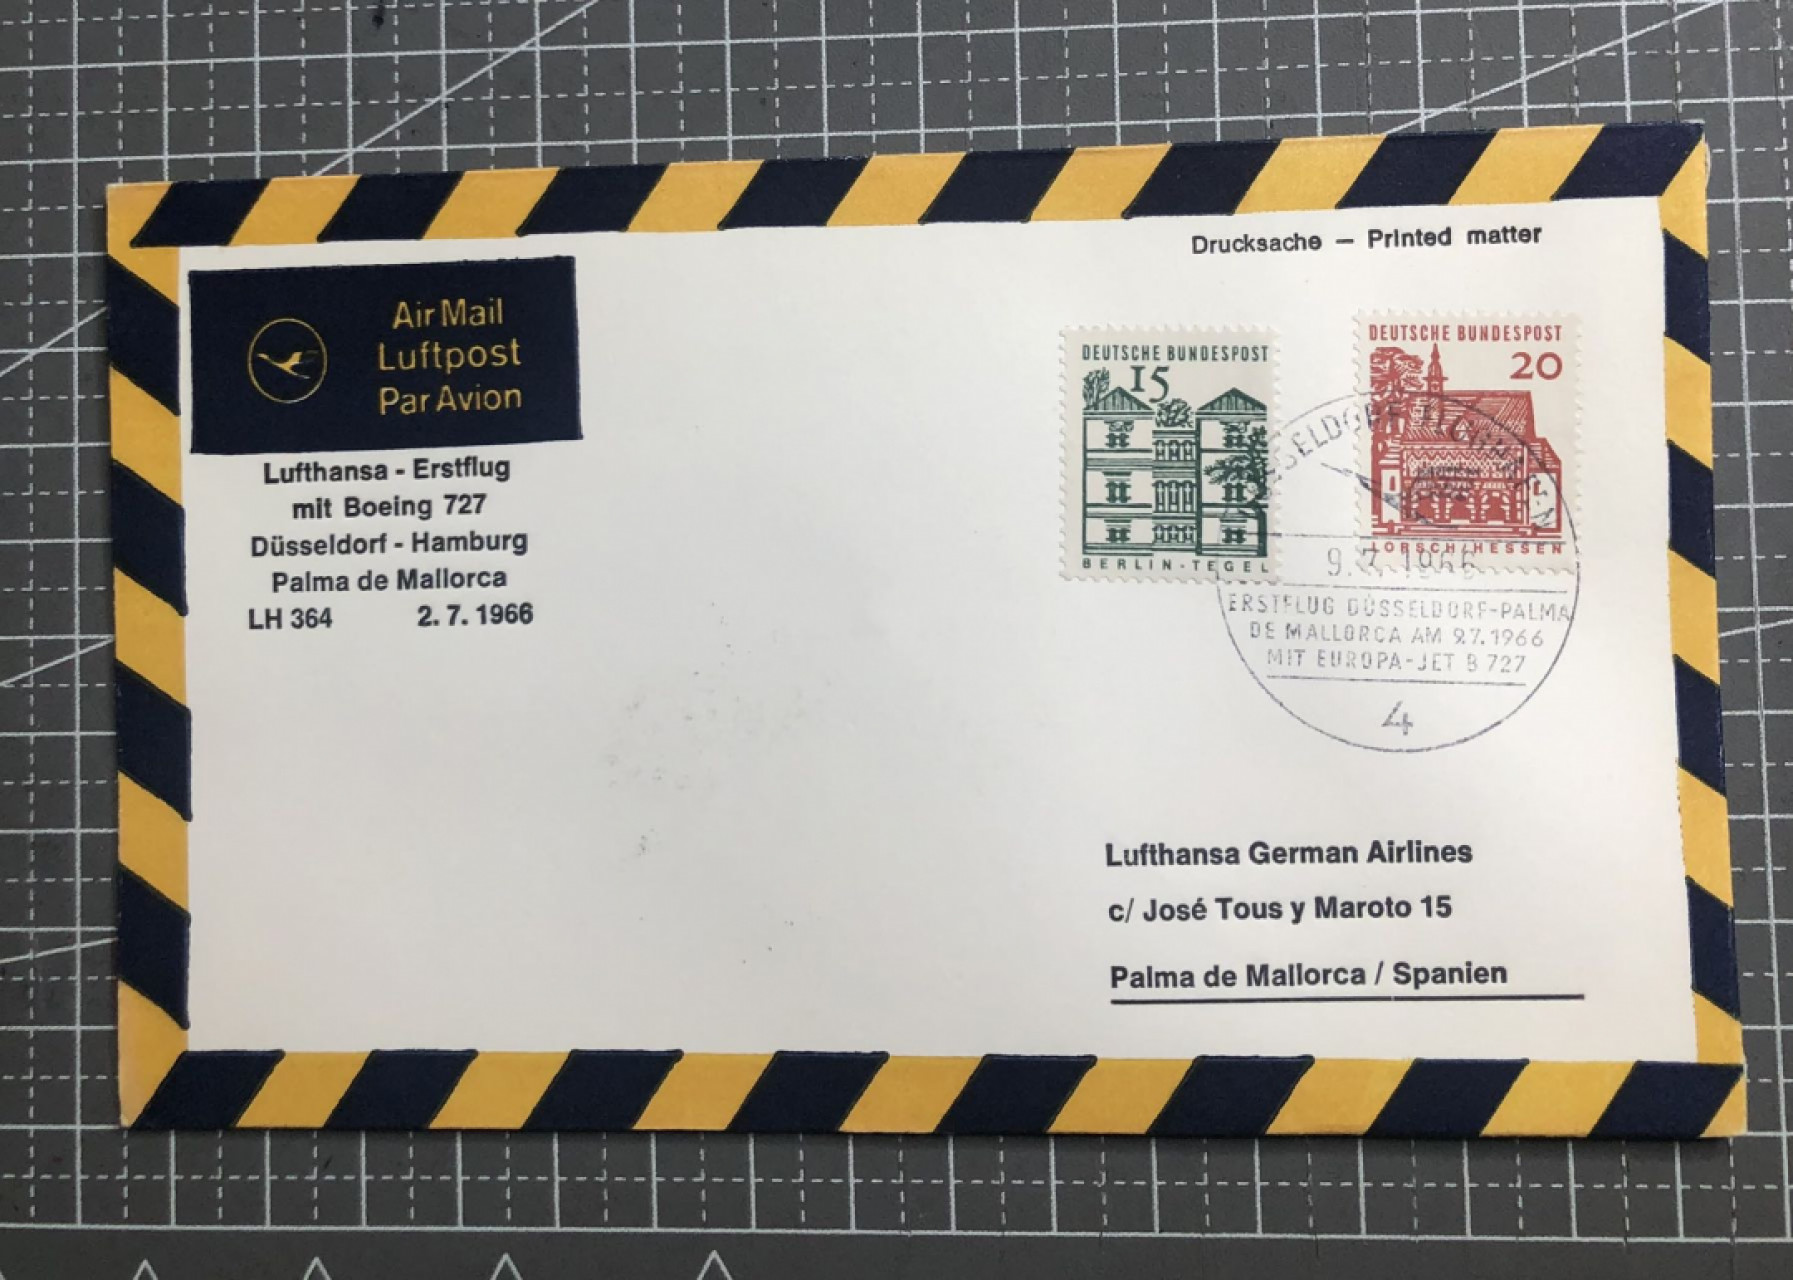 Drucksache — Printed matter
Air Mail
Luftpost
Par Avion
Lufthansa - Erstflug
mit Boeing 727
Düsseldorf - Hamburg
Palma de Mallorca
LH 364 2. 7. 1966
DEUTSCHE BUNDESPOST
15
BERLIN-TEGEL
DEUTSCHE BUNDESPOST
20
LORSCH/HESSEN
9.7.1966
ERSTFLUG DÜSSELDORF-PALMA
DE MALLORCA AM 9.7.1966
MIT EUROPA-JET B 727
4
Lufthansa German Airlines
c/ José Tous y Maroto 15
Palma de Mallorca / Spanien